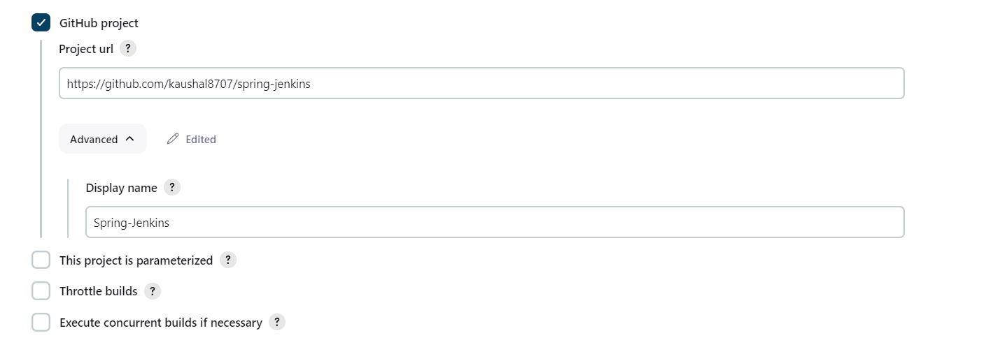 GitHub project
Project url ?
https://github.com/kaushal8707/spring-jenkins
Advanced Edited
Display name ?
Spring-Jenkins
This project is parameterized ?
Throttle builds ?
Execute concurrent builds if necessary ?